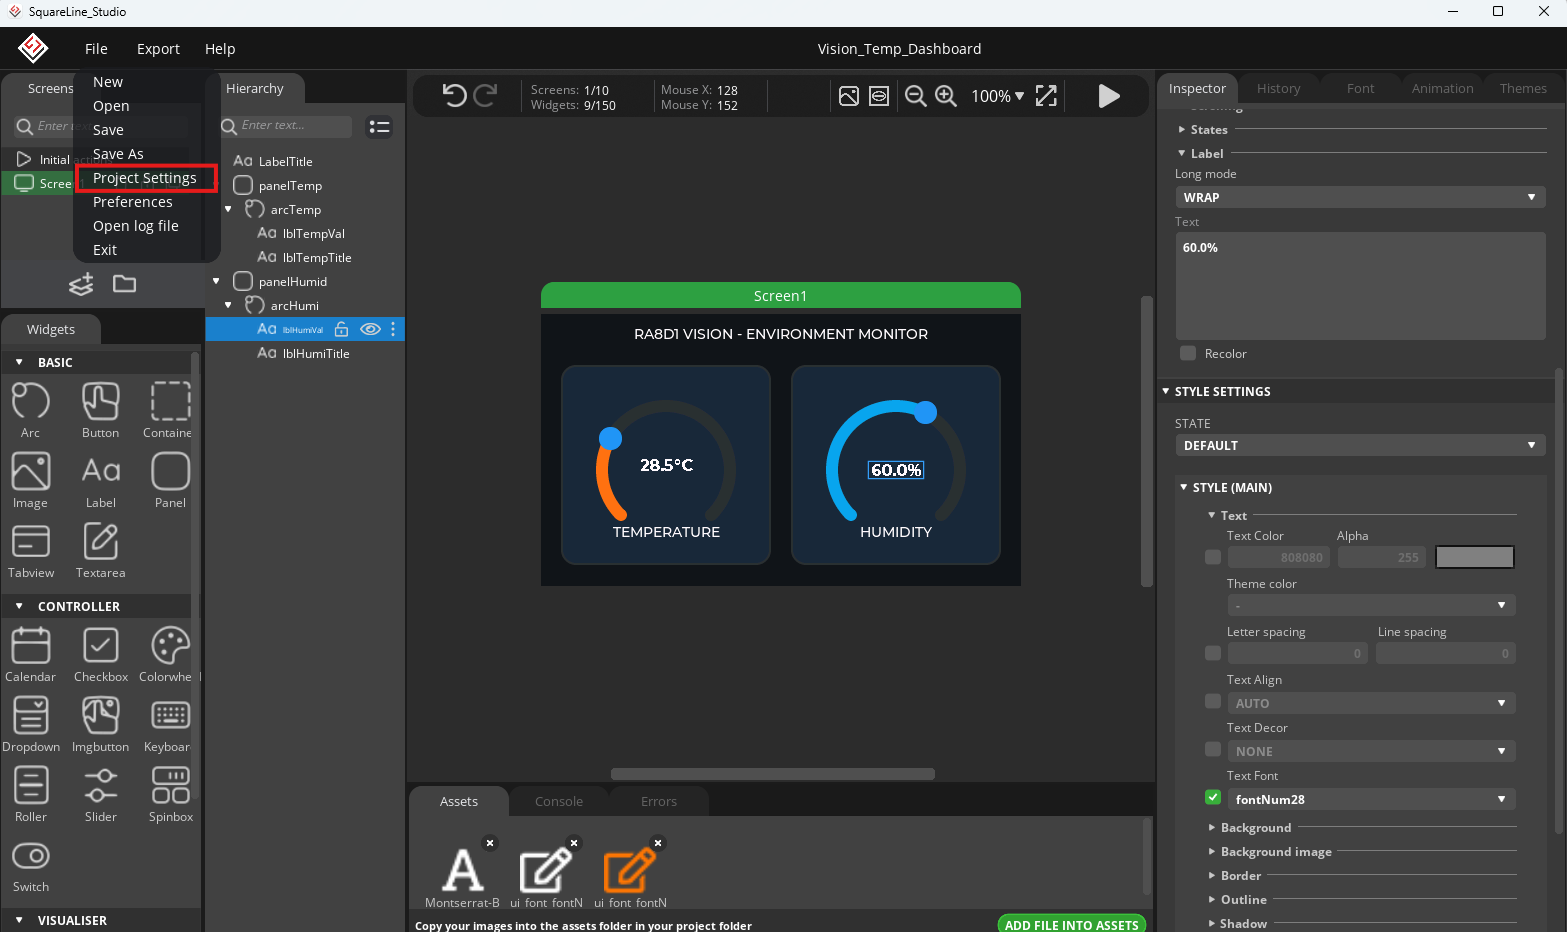 SquareLine_Studio
File
Export
Help
Vision_Temp_Dashboard
New
Open
Save
Save As
Project Settings
Preferences
Open log file
Exit
Screens
Enter te
Initial
Scree
Hierarchy
Enter text...
LabelTitle
panelTemp
arcTemp
lblTempVal
lblTempTitle
panelHumid
arcHumi
lblHumiVal
lblHumiTitle
Widgets
BASIC
Arc
Button
Containe
Image
Label
Panel
Tabview
Textarea
CONTROLLER
Calendar
Checkbox
Colorwhe
Dropdown
Imgbutton
Keyboar
Roller
Slider
Spinbox
Switch
VISUALISER
Screens: 1/10
Widgets: 9/150
Mouse X: 128
Mouse Y: 152
100%
Screen1
RA8D1 VISION - ENVIRONMENT MONITOR
28.5°C
TEMPERATURE
60.0%
HUMIDITY
Assets
Console
Errors
Montserrat-B
ui_font_fontN
ui_font_fontN
Copy your images into the assets folder in your project folder
ADD FILE INTO ASSETS
Inspector
History
Font
Animation
Themes
States
Label
Long mode
WRAP
Text
60.0%
Recolor
STYLE SETTINGS
STATE
DEFAULT
STYLE (MAIN)
Text
Text Color
Alpha
808080
255
Theme color
-
Letter spacing
Line spacing
0
0
Text Align
AUTO
Text Decor
NONE
Text Font
fontNum28
Background
Background image
Border
Outline
Shadow